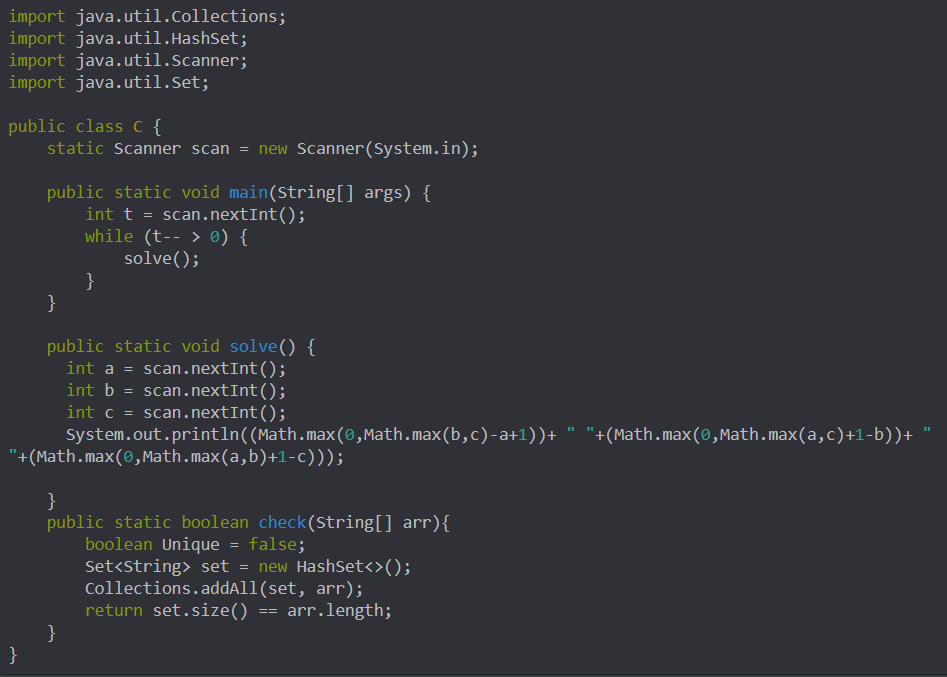 import java.util.Collections;
import java.util.HashSet;
import java.util.Scanner;
import java.util.Set;

public class C {
    static Scanner scan = new Scanner(System.in);

    public static void main(String[] args) {
        int t = scan.nextInt();
        while (t-- > 0) {
            solve();
        }
    }

    public static void solve() {
      int a = scan.nextInt();
      int b = scan.nextInt();
      int c = scan.nextInt();
      System.out.println((Math.max(0,Math.max(b,c)-a+1))+ " "+(Math.max(0,Math.max(a,c)+1-b))+ "
"+(Math.max(0,Math.max(a,b)+1-c)));

    }
    public static boolean check(String[] arr){
        boolean Unique = false;
        Set<String> set = new HashSet<>();
        Collections.addAll(set, arr);
        return set.size() == arr.length;
    }
}